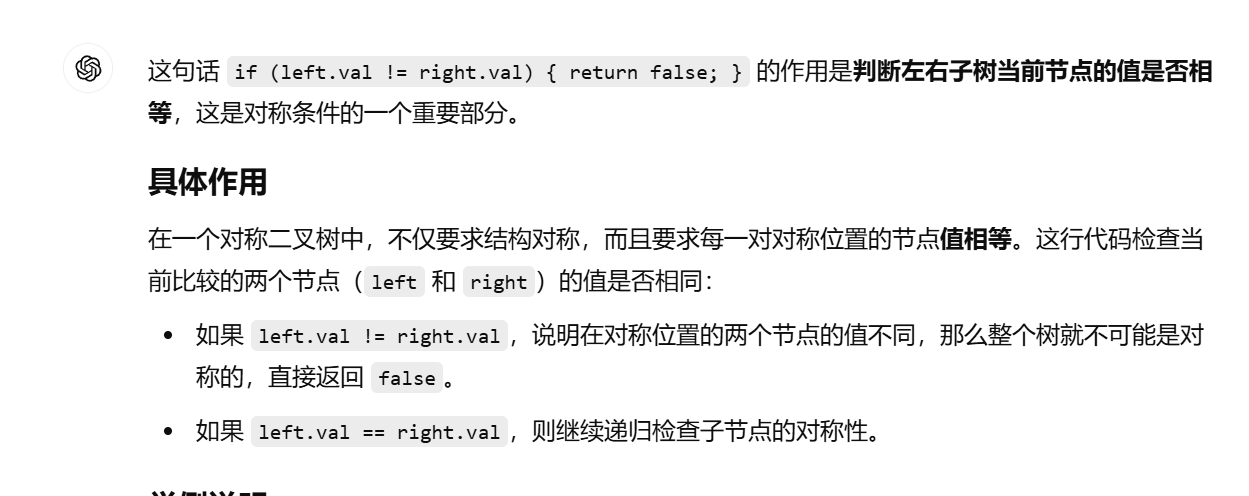 这句话 if (left.val != right.val) { return false; } 的作用是判断左右子树当前节点的值是否相
等，这是对称条件的一个重要部分。
具体作用
在一个对称二叉树中，不仅要求结构对称，而且要求每一对对称位置的节点值相等。这行代码检查当
前比较的两个节点（left 和 right）的值是否相同：
• 如果 left.val != right.val，说明在对称位置的两个节点的值不同，那么整个树就不可能是对
称的，直接返回 false。
• 如果 left.val == right.val，则继续递归检查子节点的对称性。